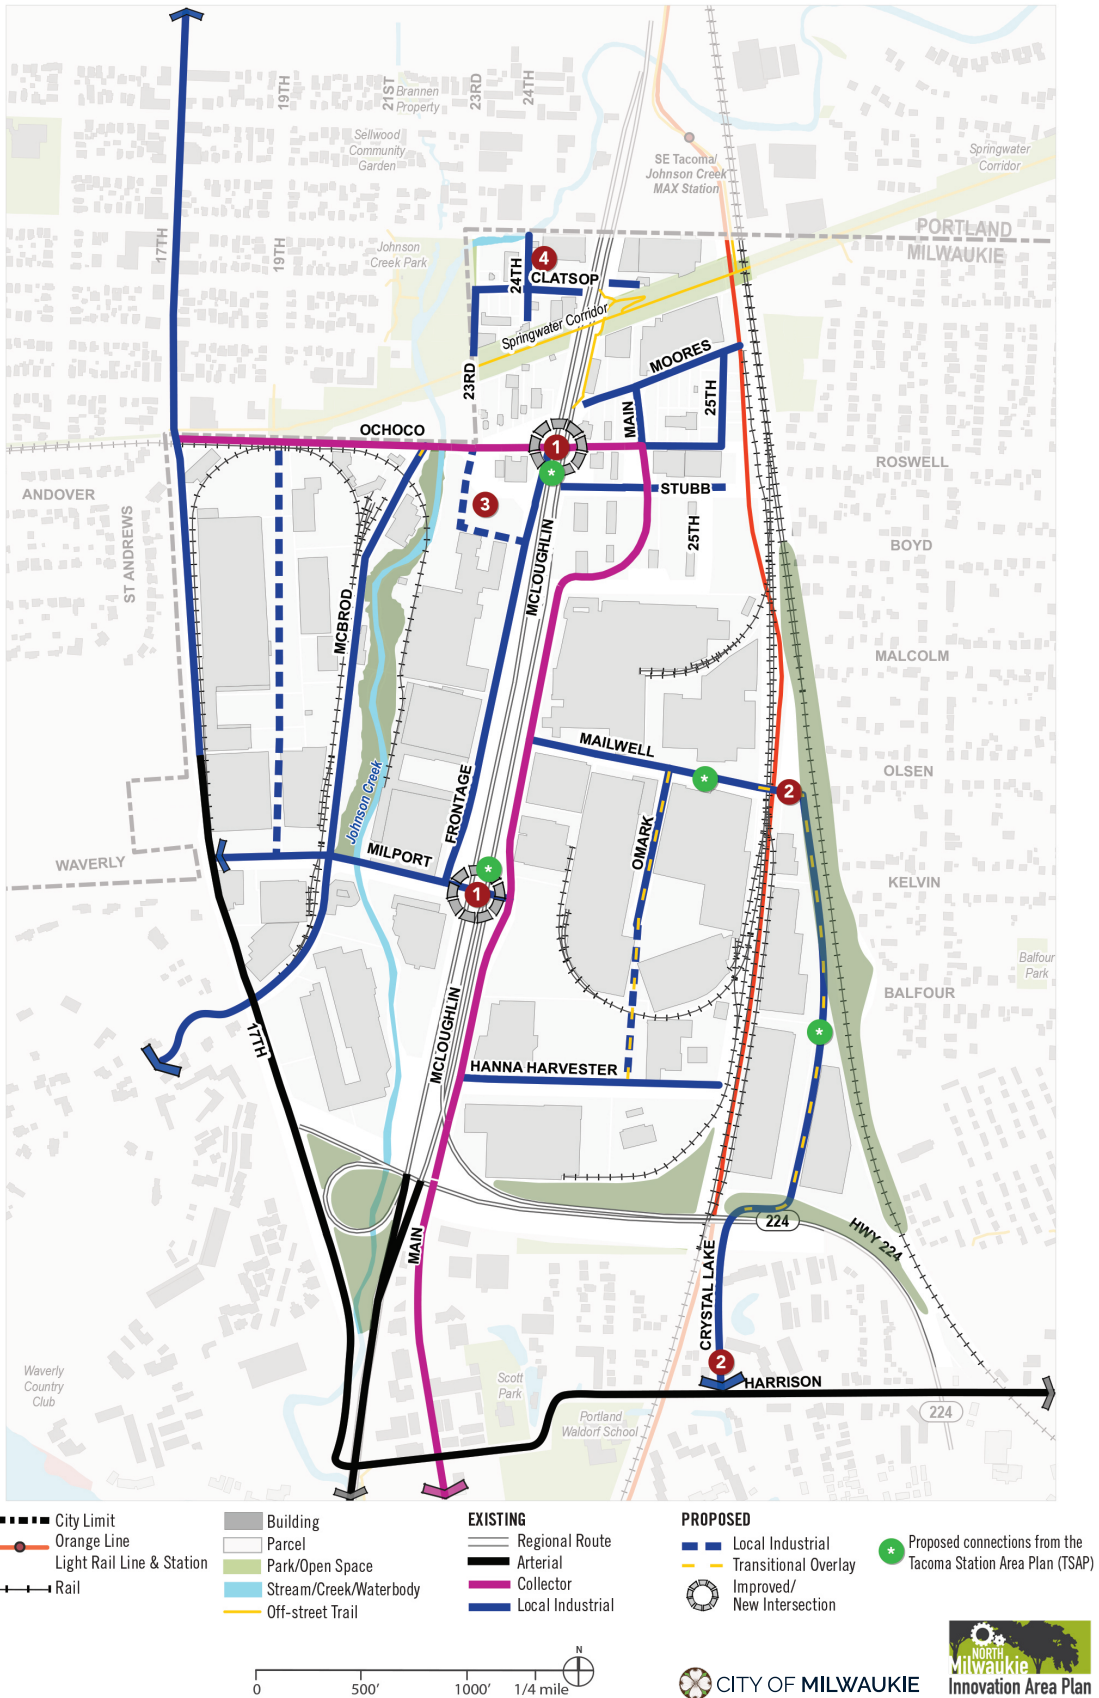 19TH
21ST
23RD
24TH
Brannen
Property
Sellwood
Community
Garden
SE Tacoma/
Johnson Creek
MAX Station
Springwater
Corridor
17TH
19TH
Johnson
Creek Park
PORTLAND
MILWAUKIE
24TH
4
CLATSOP
Springwater Corridor
23RD
MOORES
MAIN
25TH
OCHOCO
1
*
ROSWELL
ANDOVER
STUBB
3
ST ANDREWS
MCLOUGHLIN
25TH
BOYD
MCBROD
MALCOLM
MAILWELL
*
2
OLSEN
Johnson Creek
FRONTAGE
OMARK
WAVERLY
MILPORT
*
1
KELVIN
Balfour
Park
BALFOUR
17TH
MCLOUGHLIN
*
HANNA HARVESTER
MAIN
224
HWY 224
CRYSTAL LAKE
2
HARRISON
Waverly
Country
Club
Scott
Park
Portland
Waldorf School
224
City Limit
Orange Line
Light Rail Line & Station
Rail
Building
Parcel
Park/Open Space
Stream/Creek/Waterbody
Off-street Trail
EXISTING
Regional Route
Arterial
Collector
Local Industrial
PROPOSED
Local Industrial
Transitional Overlay
Improved/
New Intersection
*
Proposed connections from the
Tacoma Station Area Plan (TSAP)
0
500'
1000'
1/4 mile
N
CITY OF MILWAUKIE
NORTH
Milwaukie
Innovation Area Plan